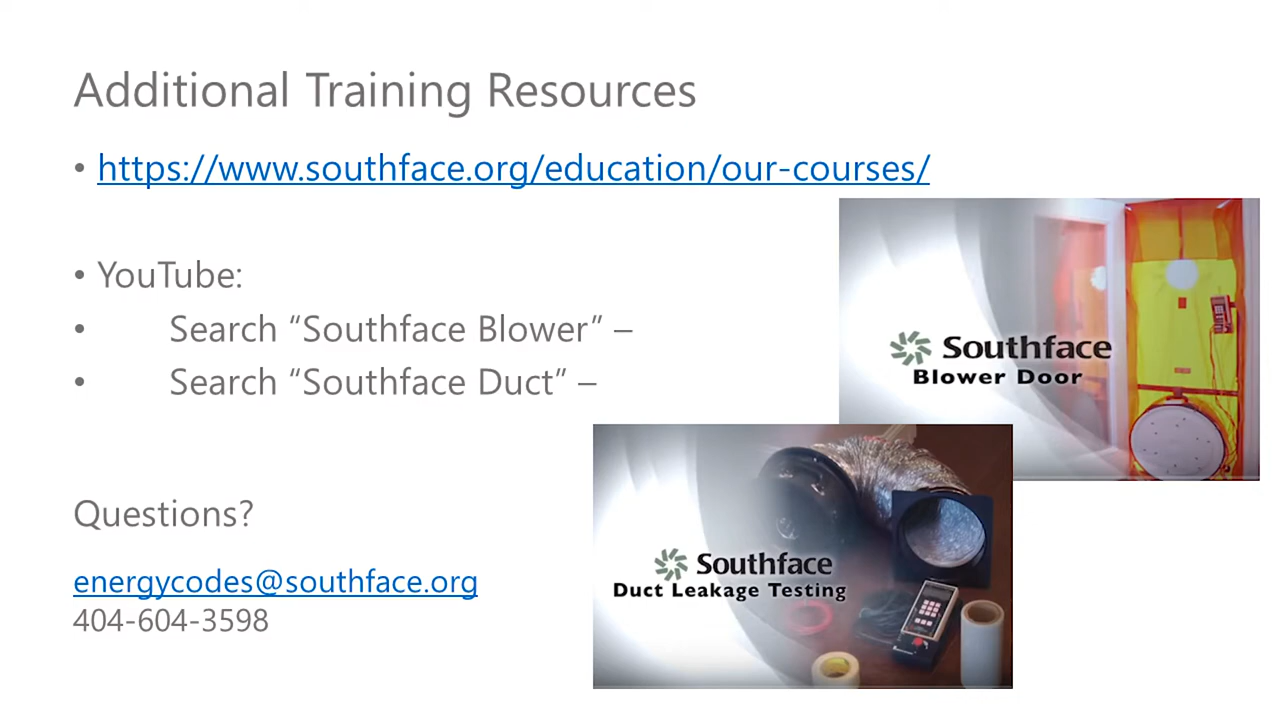 Additional Training Resources
• https://www.southface.org/education/our-courses/
• YouTube:
• Search “Southface Blower” –
• Search “Southface Duct” –
Southface
Blower Door
Southface
Duct Leakage Testing
Questions?
energycodes@southface.org
404-604-3598